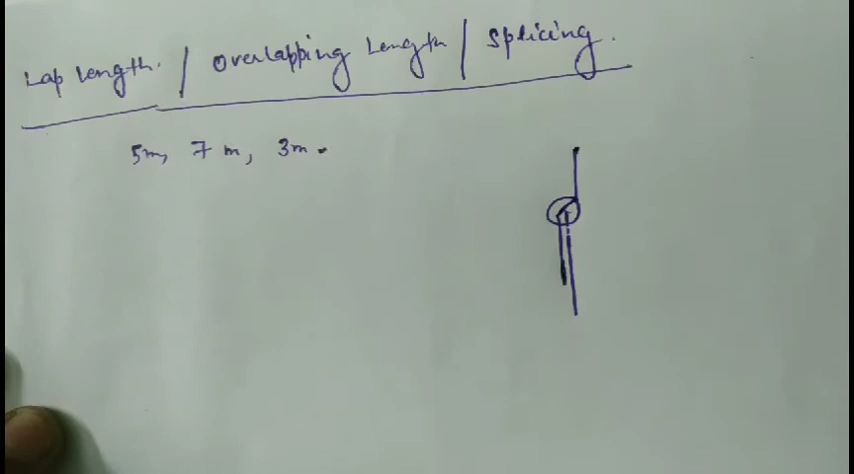 Lap Length. / Overlapping Length / Splicing.
5m, 7 m, 3m.